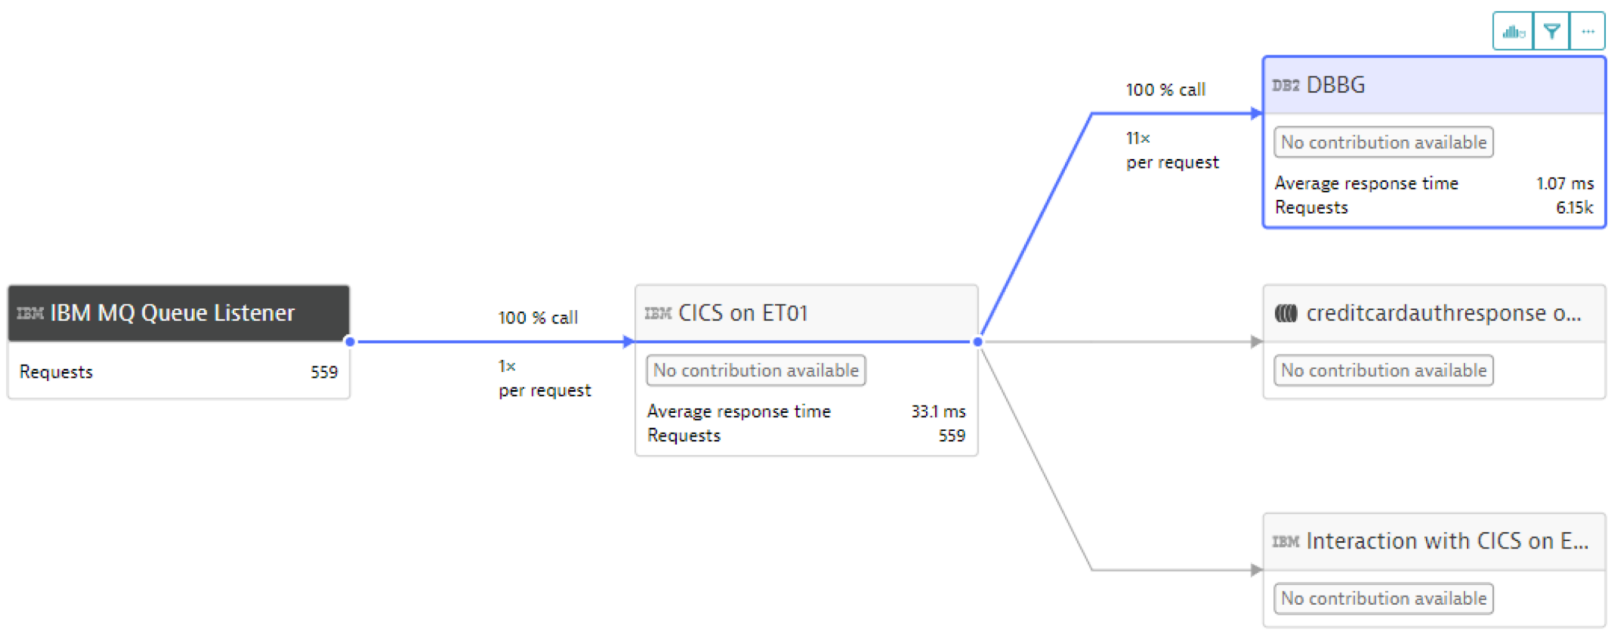 100 % call
11×
per request
DB2 DBBG
No contribution available
Average response time 1.07 ms
Requests 6.15k
IBM IBM MQ Queue Listener
Requests 559
100 % call
1×
per request
IBM CICS on ET01
No contribution available
Average response time 33.1 ms
Requests 559
creditcardauthresponse o...
No contribution available
IBM Interaction with CICS on E...
No contribution available